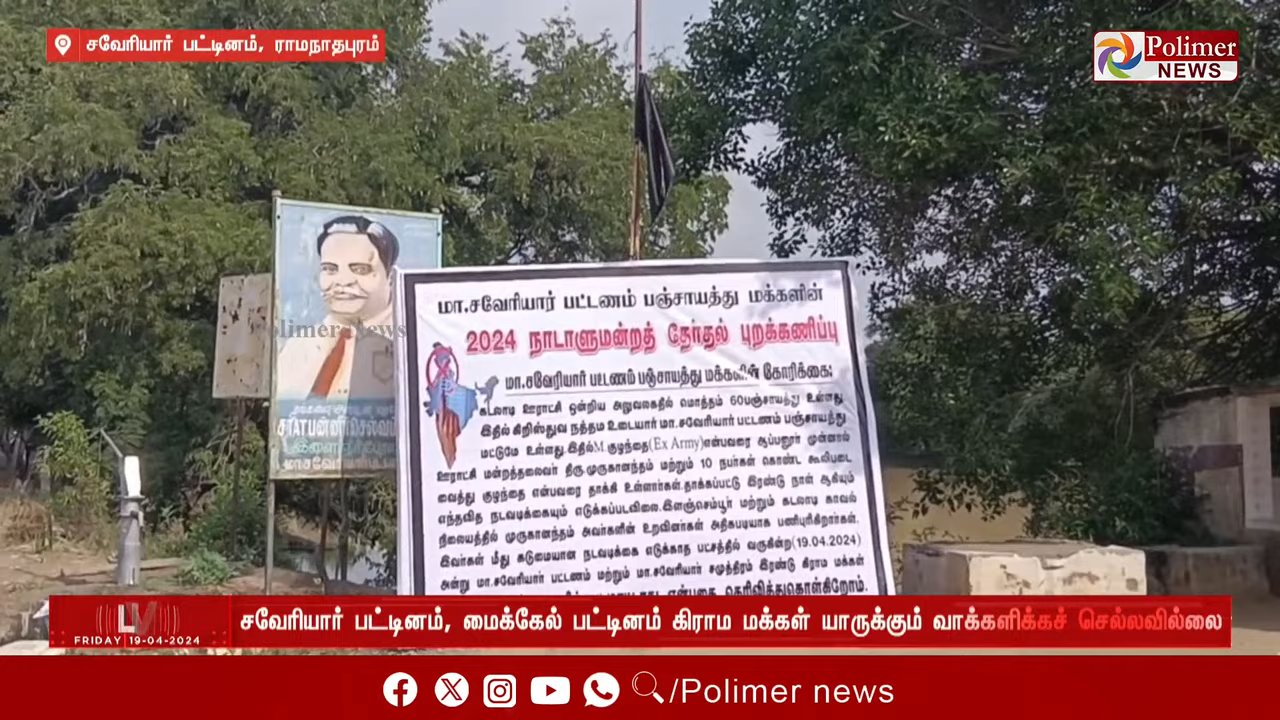 சவேரியார் பட்டினம், ராமநாதபுரம்
Polimer
NEWS
Polimer News
மா.சவேரியார் பட்டணம் பஞ்சாயத்து மக்களின்
2024 நாடாளுமன்றத் தேர்தல் புறக்கணிப்பு
மா.சவேரியார் பட்டணம் பஞ்சாயத்து மக்களின் கோரிக்கை:
கடலாடி ஊராட்சி ஒன்றிய அலுவலகதில் மொத்தம் 60பஞ்சாயத்து உள்ளது
இதில் கிறிஸ்துவ நத்தம உடையார் மா.சவேரியார் பட்டணம் பஞ்சாயத்து
மட்டுமே உள்ளது.இதில்M.குழந்தை(Ex Army)என்பவரை ஆப்பனூர் முன்னால்
ஊராட்சி மன்றத்தலைவர் திரு.முருகானந்தம் மற்றும் 10 நபர்கள் கொண்ட கூலிபடை
வைத்து குழந்தை என்பவரை தாக்கி உள்ளார்கள்.தாக்கப்பட்டு இரண்டு நாள் ஆகியும்
எந்தவித நடவடிக்கையும் எடுக்கப்படவில்லை.இளஞ்செம்பூர் மற்றும் கடலாடி காவல்
நிலையத்தில் முருகானந்தம் அவர்களின் உறவினர்கள் அதிகபடியாக பணிபுரிகிறார்கள்.
இவர்கள் மீது கடுமையான நடவடிக்கை எடுக்காத பட்சத்தில் வருகின்ற(19.04.2024)
அன்று மா.சவேரியார் பட்டணம் மற்றும் மா.சவேரியார் சமுத்திரம் இரண்டு கிராம மக்கள்
என்பதை தெரிவித்துகொள்கிறோம்.
LM
FRIDAY 19-04-2024
சவேரியார் பட்டினம், மைக்கேல் பட்டினம் கிராம மக்கள் யாருக்கும் வாக்களிக்கச் செல்லவில்லை
/Polimer news